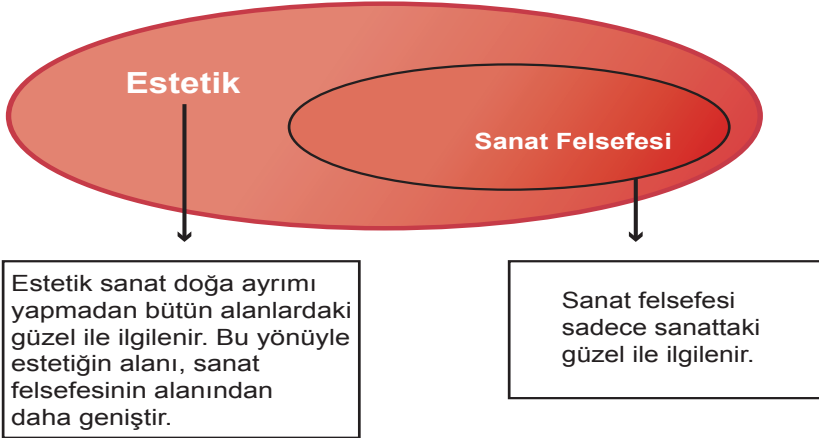 Estetik
Sanat Felsefesi
Estetik sanat doğa ayrımı
yapmadan bütün alanlardaki
güzel ile ilgilenir. Bu yönüyle
estetiğin alanı, sanat
felsefesinin alanından
daha geniştir.
Sanat felsefesi
sadece sanattaki
güzel ile ilgilenir.